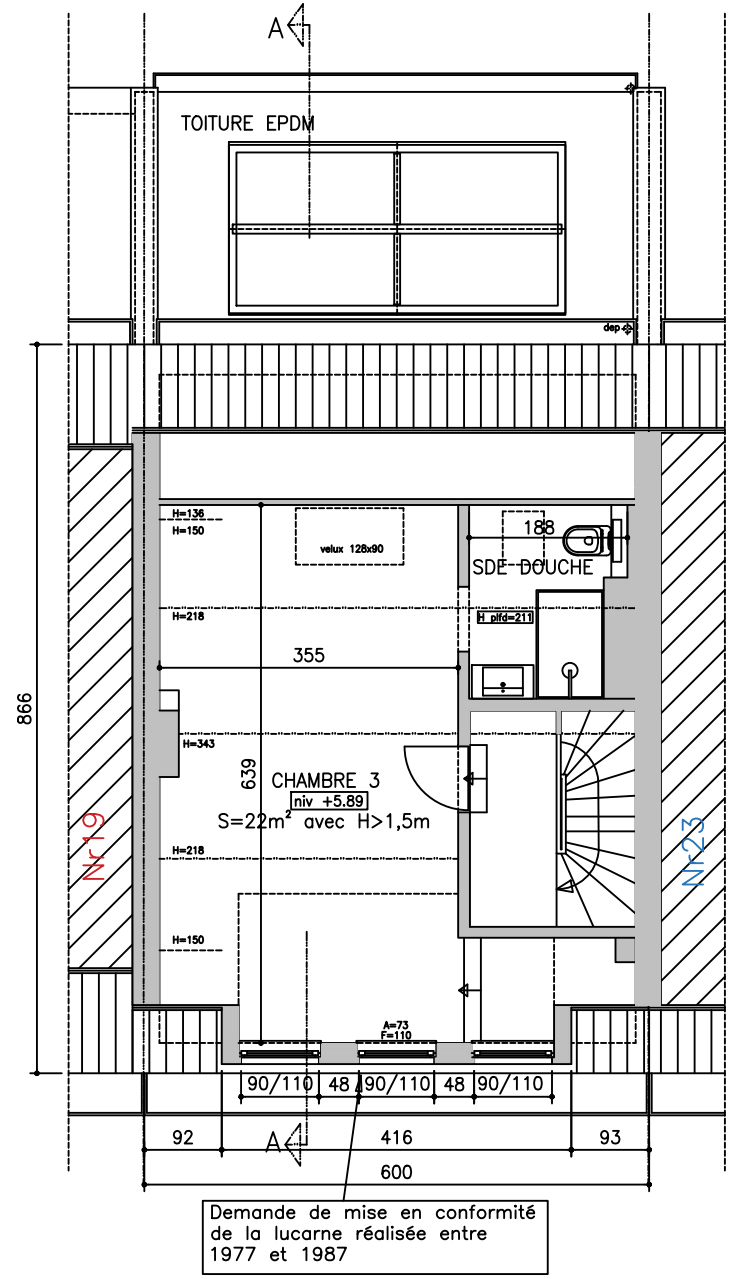 A
TOITURE EPDM
dep
H=136
H=150
velux 128x90
188
SDE DOUCHE
H=218
H plfd=211
355
866
H=343
639
CHAMBRE 3
niv +5.89
S=22m² avec H>1,5m
Nr19
Nr23
H=218
H=150
A=73
F=110
90/110 48 90/110 48 90/110
92 A 416 93
600
Demande de mise en conformité
de la lucarne réalisée entre
1977 et 1987